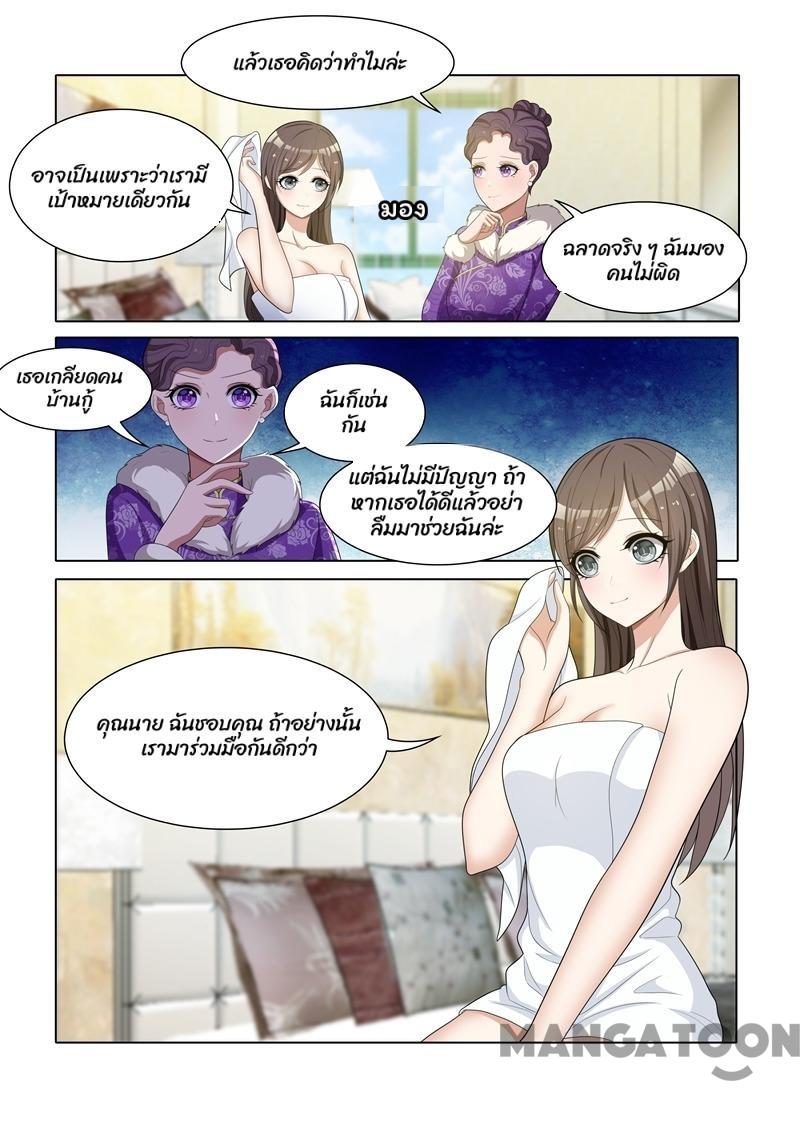 แล้วเธอคิดว่าทำไมล่ะ
อาจเป็นเพราะว่าเรามี
เป้าหมายเดียวกัน
มอง
ฉลาดจริง ๆ ฉันมอง
คนไม่ผิด
เธอเกลียดคน
บ้านกู้
ฉันก็เช่น
กัน
แต่ฉันไม่มีปัญญา ถ้า
หากเธอได้ดีแล้วอย่า
ลืมมาช่วยฉันล่ะ
คุณนาย ฉันชอบคุณ ถ้าอย่างนั้น
เรามาร่วมมือกันดีกว่า
MANGATOON